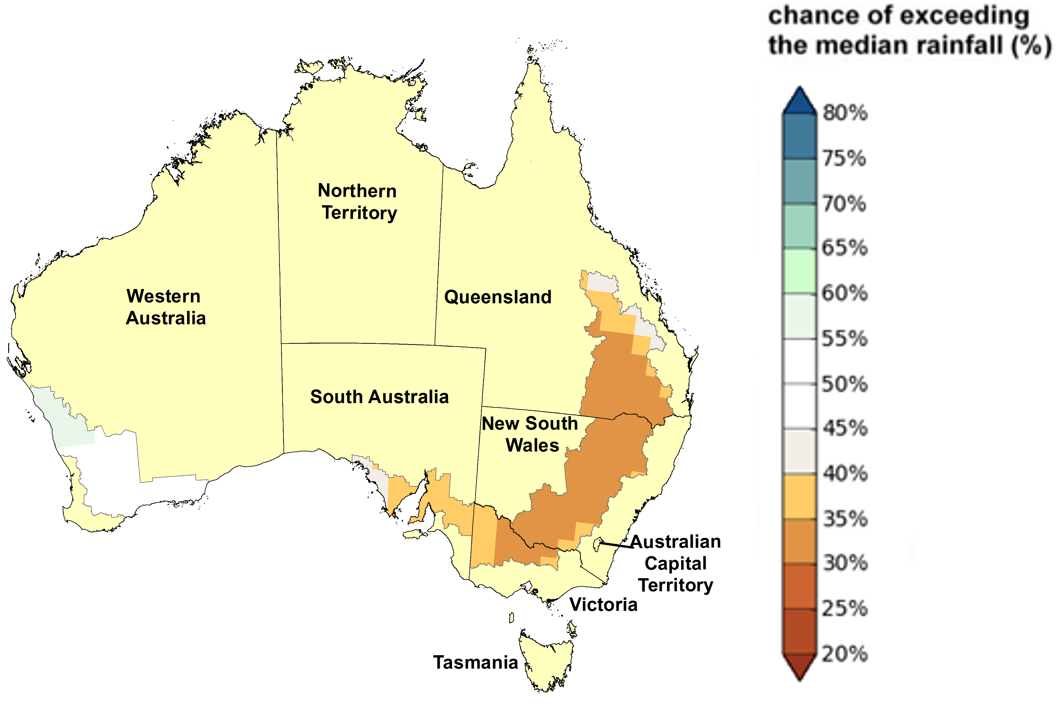 chance of exceeding
the median rainfall (%)
80%
75%
70%
65%
60%
55%
50%
45%
40%
35%
30%
25%
20%
Northern
Territory
Western
Australia
Queensland
South Australia
New South
Wales
Australian
Capital
Territory
Victoria
Tasmania